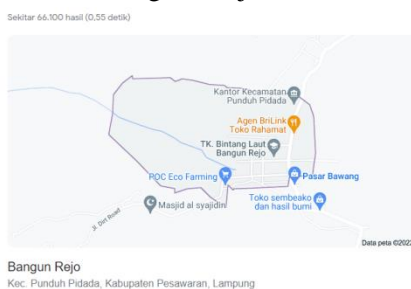 Sekitar 66.100 hasil (0,55 detik)
Kantor Kecamatan
Punduh Pidada
Agen BriLink
Toko Rahamat
TK. Bintang Laut
Bangun Rejo
POC Eco Farming
Pasar Bawang
Masjid al syajidin
Toko sembeako
dan hasil bumi
Jl. Dirt Road
Data peta ©2022
Bangun Rejo
Kec. Punduh Pidada, Kabupaten Pesawaran, Lampung